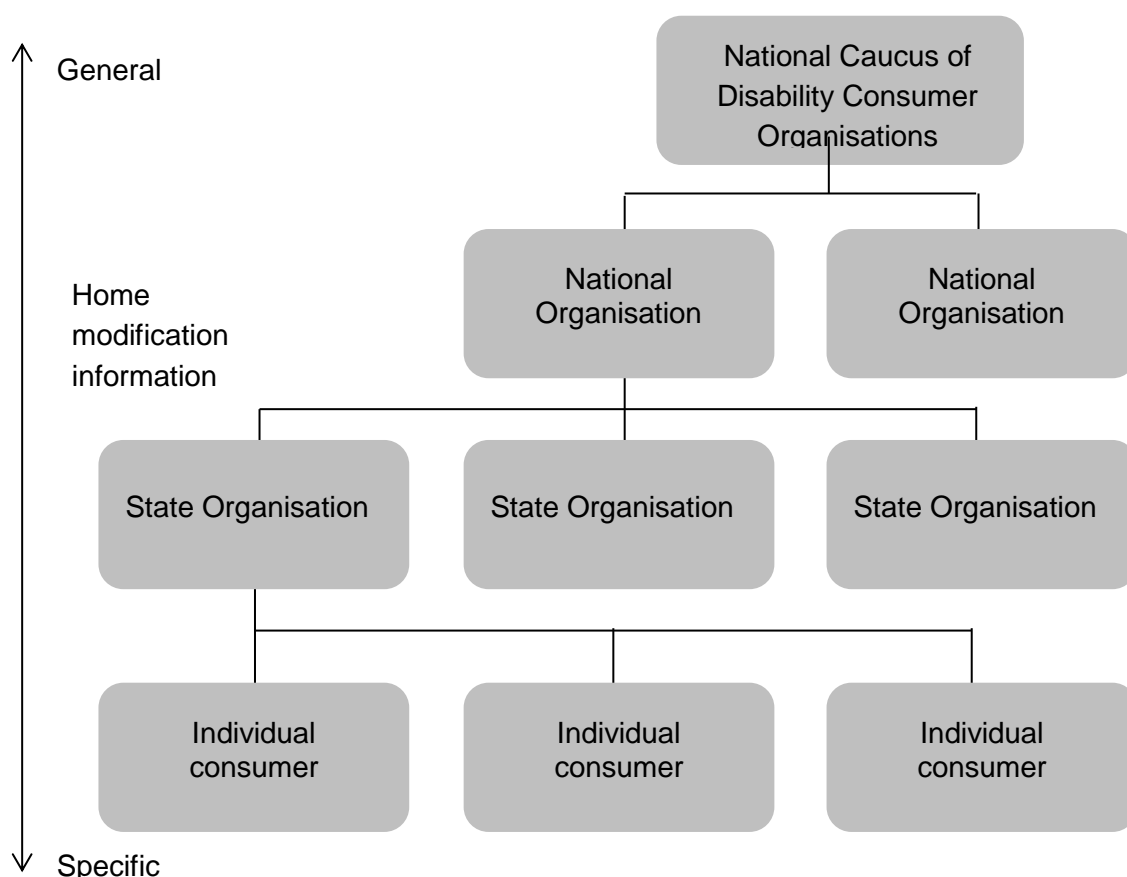 General
National Caucus of
Disability Consumer
Organisations
National
Organisation
National
Organisation
Home
modification
information
State Organisation
State Organisation
State Organisation
Individual
consumer
Individual
consumer
Individual
consumer
Specific